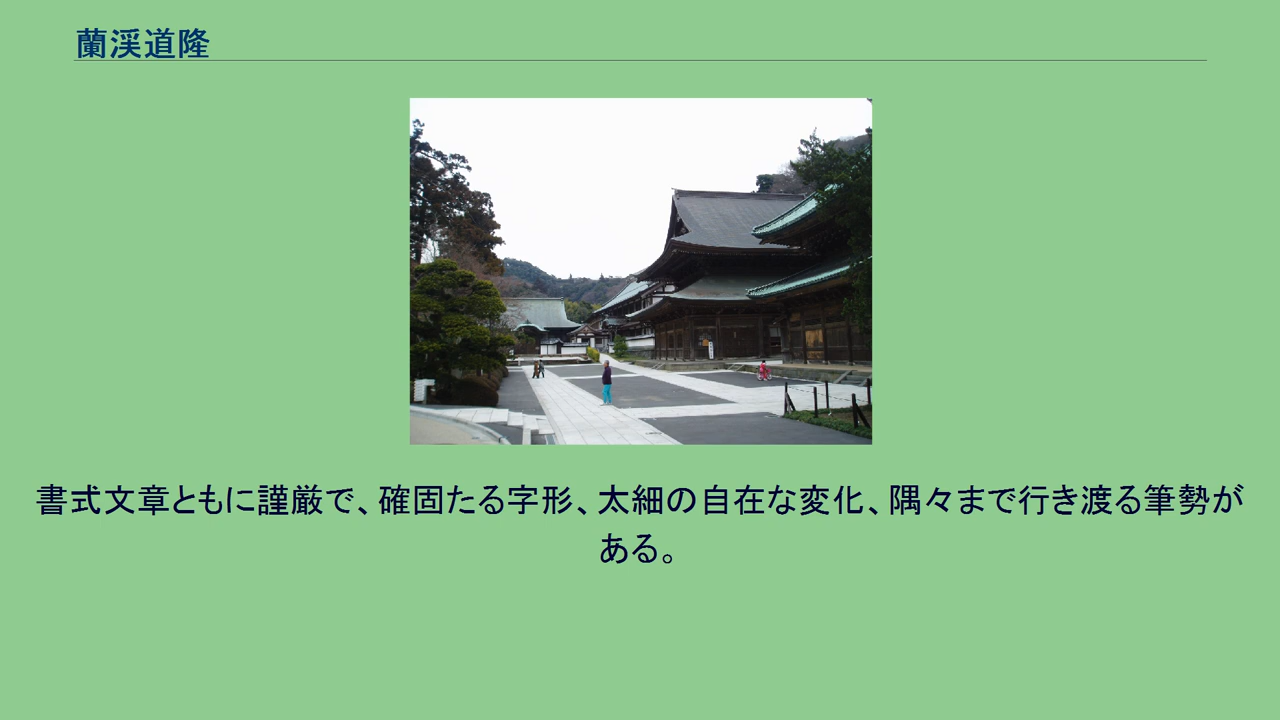 蘭渓道隆
書式文章ともに謹厳で、確固たる字形、太細の自在な変化、隅々まで行き渡る筆勢が
ある。